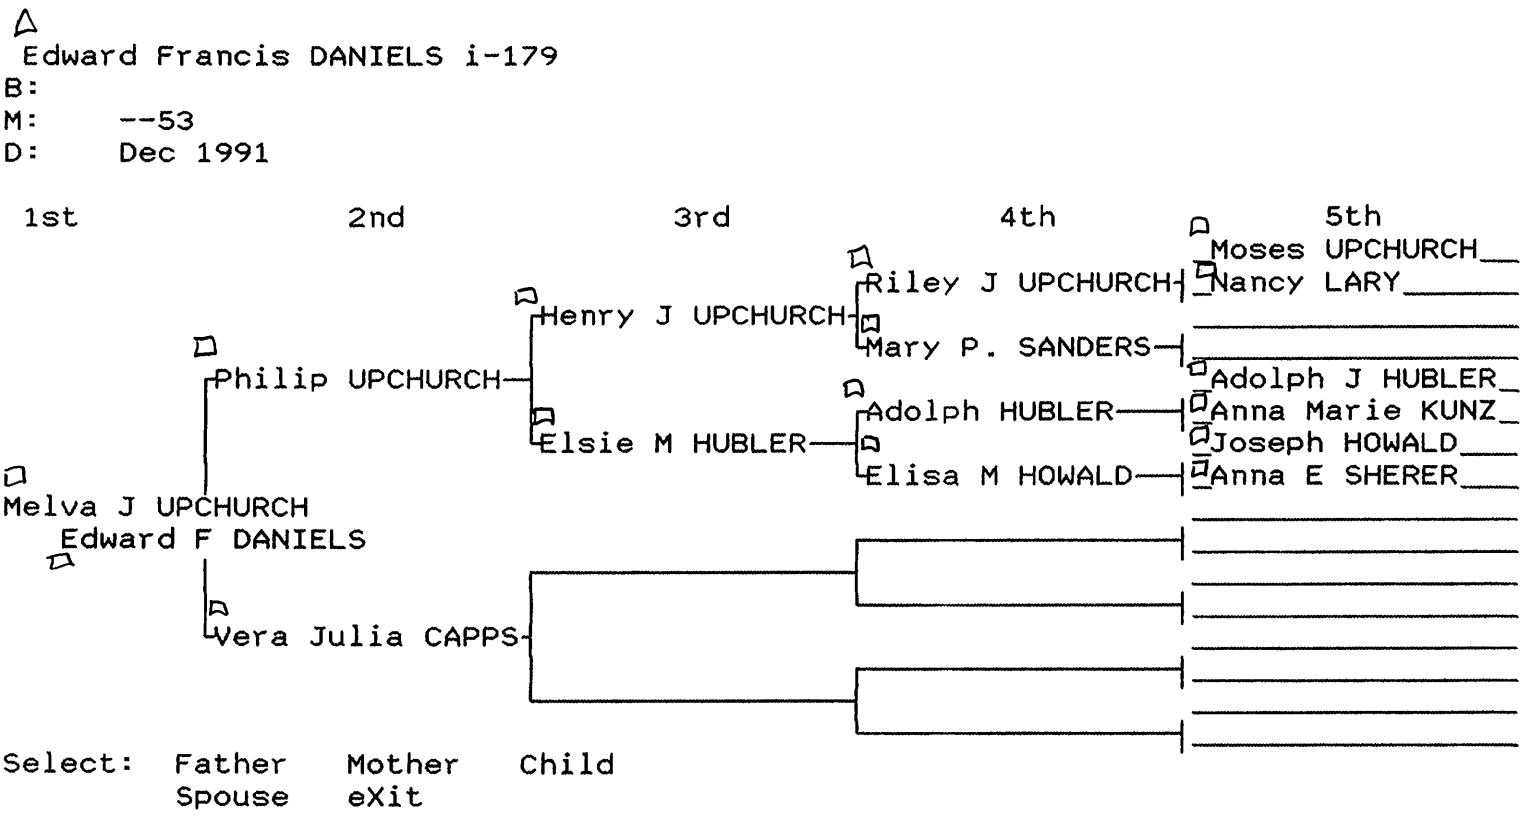 Edward Francis DANIELS i-179
B:
M: --53
D: Dec 1991
1st 2nd 3rd 4th 5th
Moses UPCHURCH
Riley J UPCHURCH Nancy LARY
Henry J UPCHURCH
Mary P. SANDERS
Philip UPCHURCH Adolph J HUBLER
Adolph HUBLER Anna Marie KUNZ
Elsie M HUBLER Joseph HOWALD
Elisa M HOWALD Anna E SHERER
Melva J UPCHURCH
Edward F DANIELS
Vera Julia CAPPS
Select: Father Mother Child
Spouse eXit